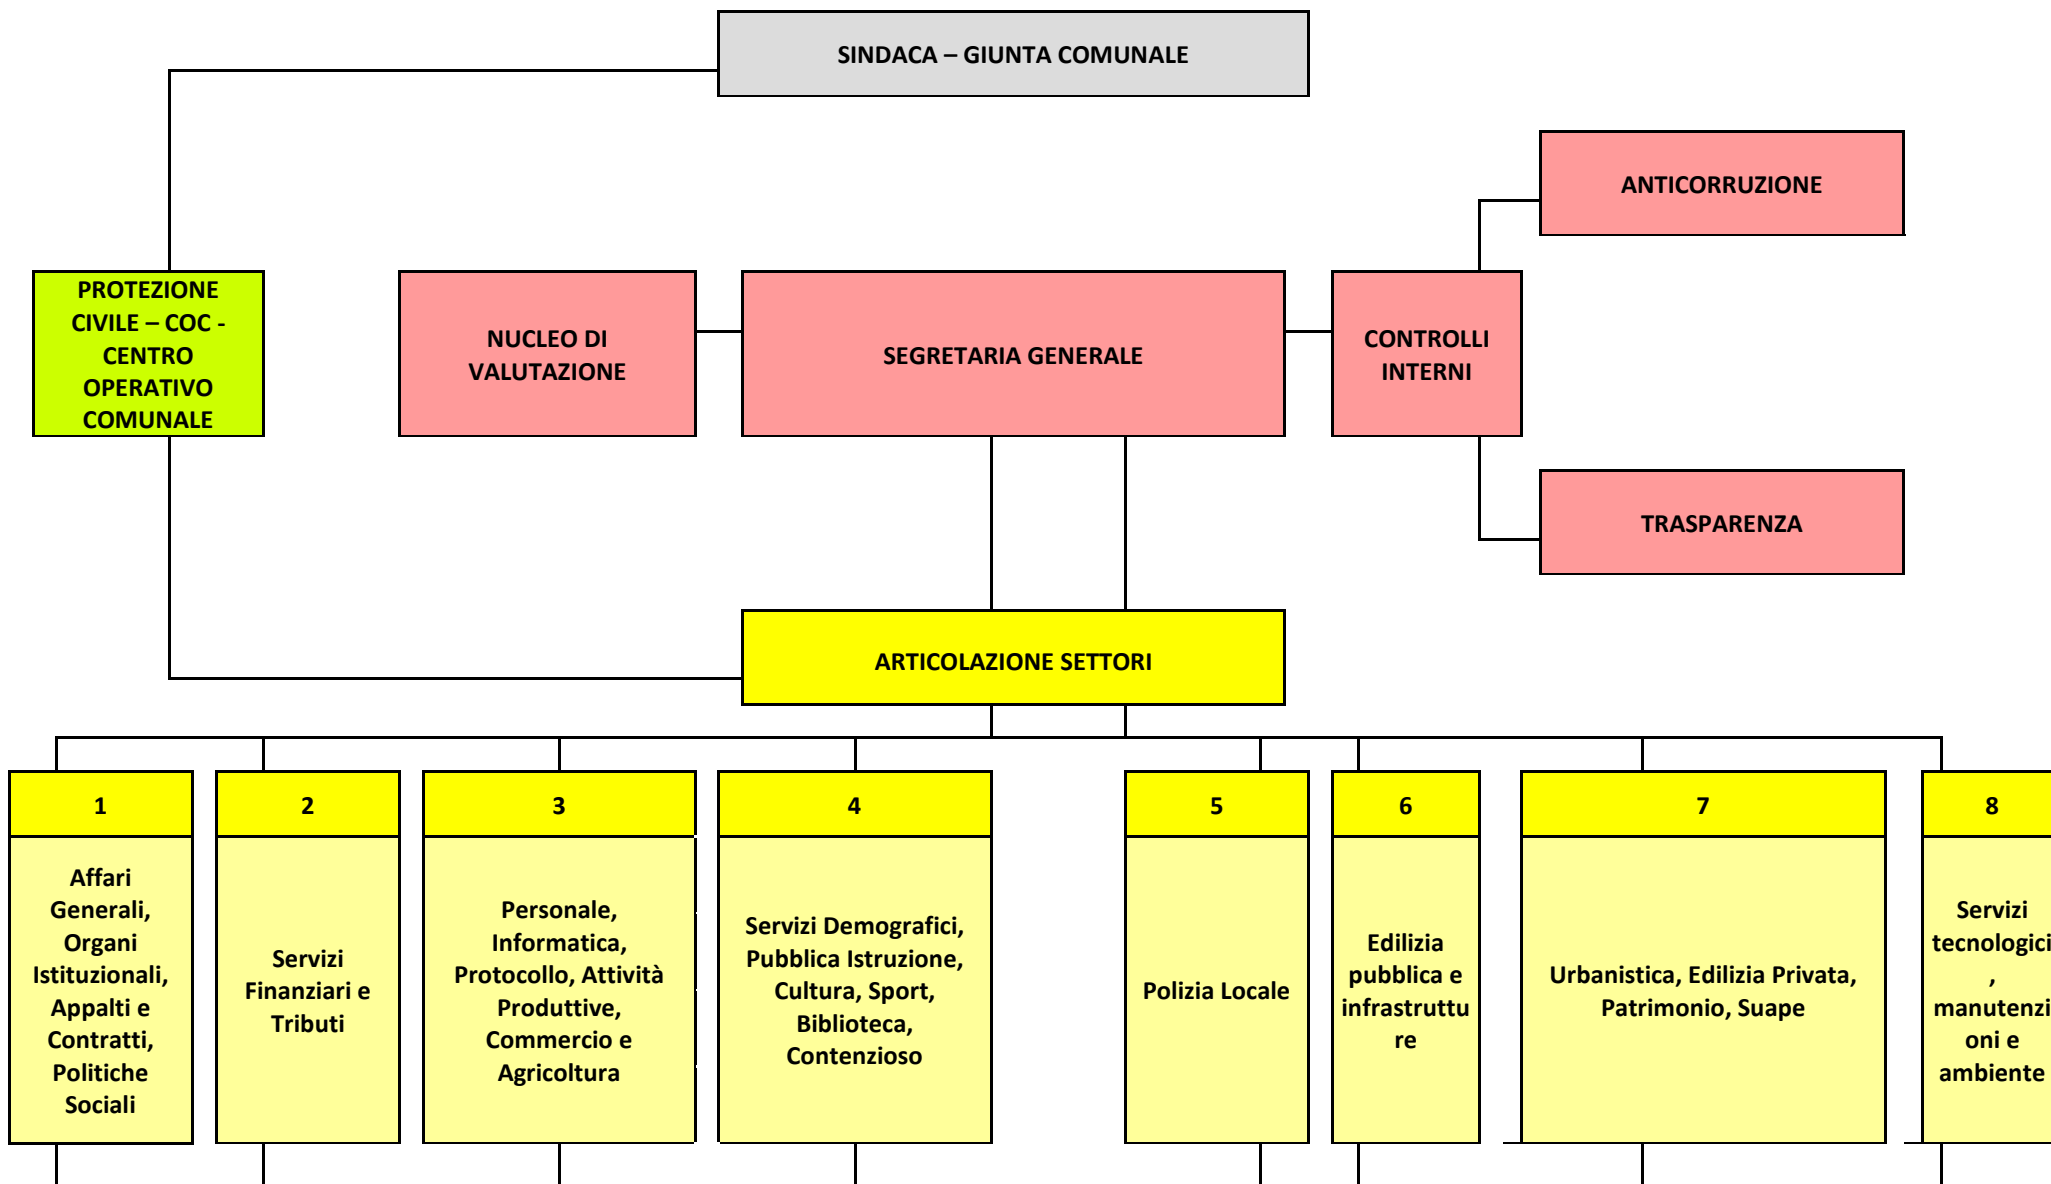 SINDACA – GIUNTA COMUNALE
ANTICORRUZIONE
PROTEZIONE
CIVILE – COC -
CENTRO
OPERATIVO
COMUNALE
NUCLEO DI
VALUTAZIONE
SEGRETARIA GENERALE
CONTROLLI
INTERNI
TRASPARENZA
ARTICOLAZIONE SETTORI
1
Affari
Generali,
Organi
Istituzionali,
Appalti e
Contratti,
Politiche
Sociali
2
Servizi
Finanziari e
Tributi
3
Personale,
Informatica,
Protocollo, Attività
Produttive,
Commercio e
Agricoltura
4
Servizi Demografici,
Pubblica Istruzione,
Cultura, Sport,
Biblioteca,
Contenzioso
5
Polizia Locale
6
Edilizia
pubblica e
infrastruttu
re
7
Urbanistica, Edilizia Privata,
Patrimonio, Suape
8
Servizi
tecnologici
,
manutenzi
oni e
ambiente